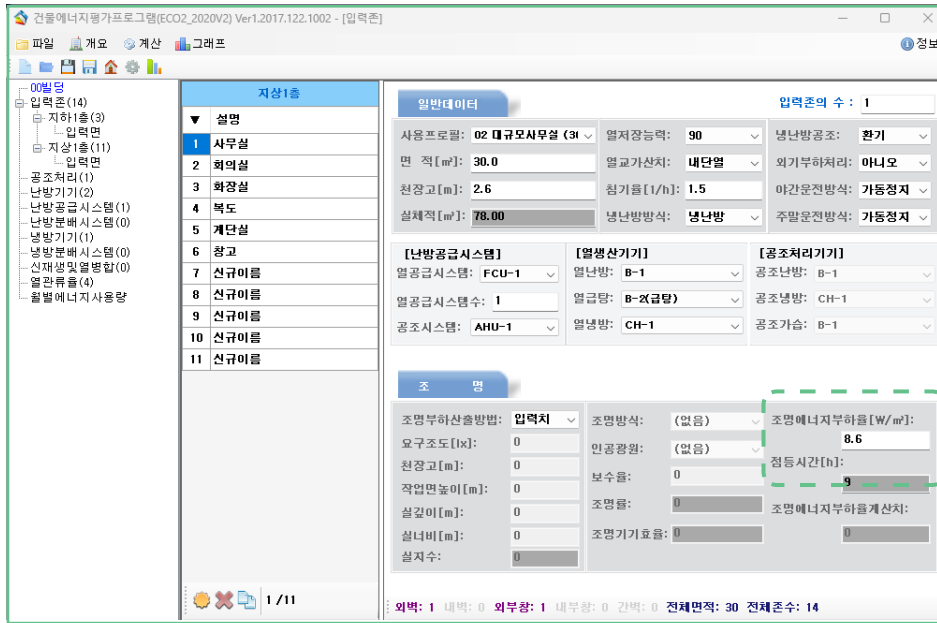 건물에너지평가프로그램(ECO2_2020V2) Ver1.2017.122.1002 - [입력존]
파일 개요 계산 그래프 정보
00빌딩
입력존(14)
지하1층(3)
입력면
지상1층(11)
입력면
공조처리(1)
난방기기(2)
난방공급시스템(1)
난방분배시스템(0)
냉방기기(1)
냉방분배시스템(0)
신재생및열병합(0)
열관류율(4)
월별에너지사용량
지상1층
▼ 설명
1 사무실
2 회의실
3 화장실
4 복도
5 계단실
6 창고
7 신규이름
8 신규이름
9 신규이름
10 신규이름
11 신규이름
1 /11
일반데이터 입력존의 수 : 1
사용프로필: 02 대규모사무실 (3( 열저장능력: 90 냉난방공조: 환기
면 적[㎡]: 30.0 열교가산치: 내단열 외기부하처리: 아니오
천장고[m]: 2.6 침기율[1/h]: 1.5 야간운전방식: 가동정지
실체적[㎥]: 78.00 냉난방방식: 냉난방 주말운전방식: 가동정지
[난방공급시스템] [열생산기기] [공조처리기기]
열공급시스템: FCU-1 열난방: B-1 공조난방: B-1
열공급시스템수: 1 열급탕: B-2(급탕) 공조냉방: CH-1
공조시스템: AHU-1 열냉방: CH-1 공조가습: B-1
조 명
조명부하산출방법: 입력치 조명방식: (없음) 조명에너지부하율[W/㎡]:
요구조도[lx]: 0 인공광원: (없음) 8.6
천장고[m]: 0 보수율: 0 점등시간[h]:
작업면높이[m]: 0 9
실깊이[m]: 0 조명률: 0 조명에너지부하율계산치:
실너비[m]: 0 조명기기효율: 0 0
실지수: 0
외벽: 1 내벽: 0 외부창: 1 내부창: 0 간벽: 0 전체면적: 30 전체존수: 14